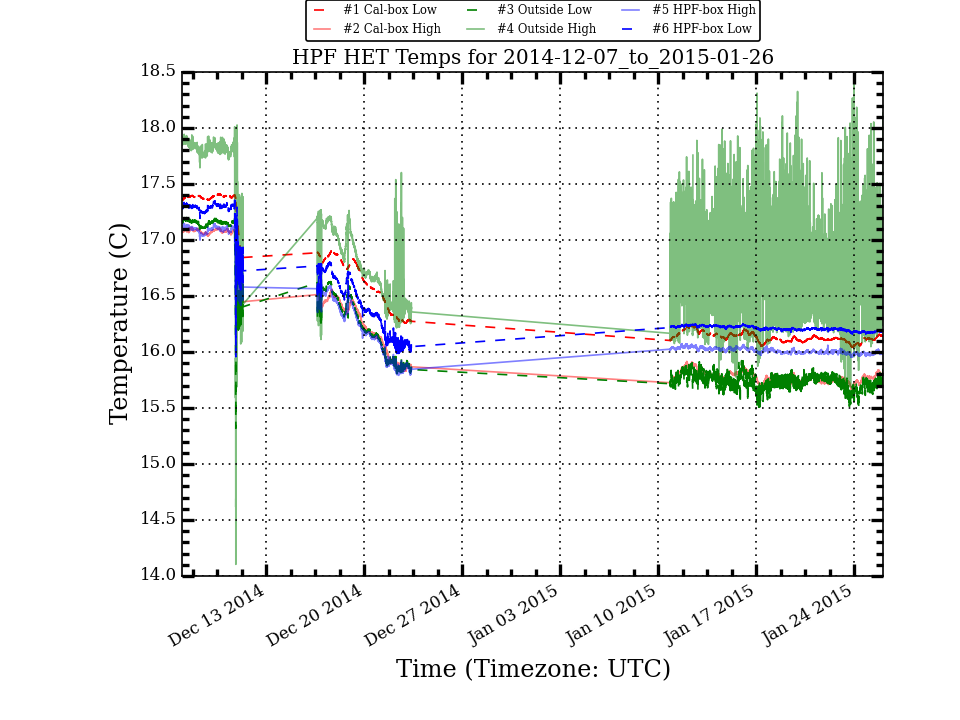 #1 Cal-box Low #3 Outside Low #5 HPF-box High
#2 Cal-box High #4 Outside High #6 HPF-box Low
HPF HET Temps for 2014-12-07_to_2015-01-26
18.5
18.0
17.5
17.0
16.5
16.0
15.5
15.0
14.5
14.0
Temperature (C)
Dec 13 2014 Dec 20 2014 Dec 27 2014 Jan 03 2015 Jan 10 2015 Jan 17 2015 Jan 24 2015
Time (Timezone: UTC)